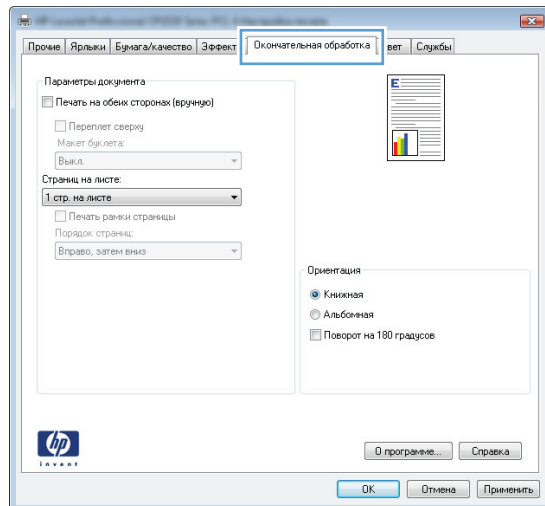 Прочие Ярлыки Бумага/качество Эффект Окончательная обработка вет Службы
Параметры документа
Печать на обеих сторонах (вручную)
Переплет сверху
Макет буклета:
Выкл.
Страниц на листе:
1 стр. на листе
Печать рамки страницы
Порядок страниц:
Вправо, затем вниз
E
Ориентация
Книжная
Альбомная
Поворот на 180 градусов
hp
invent
О программе... Справка
OK Отмена Применить